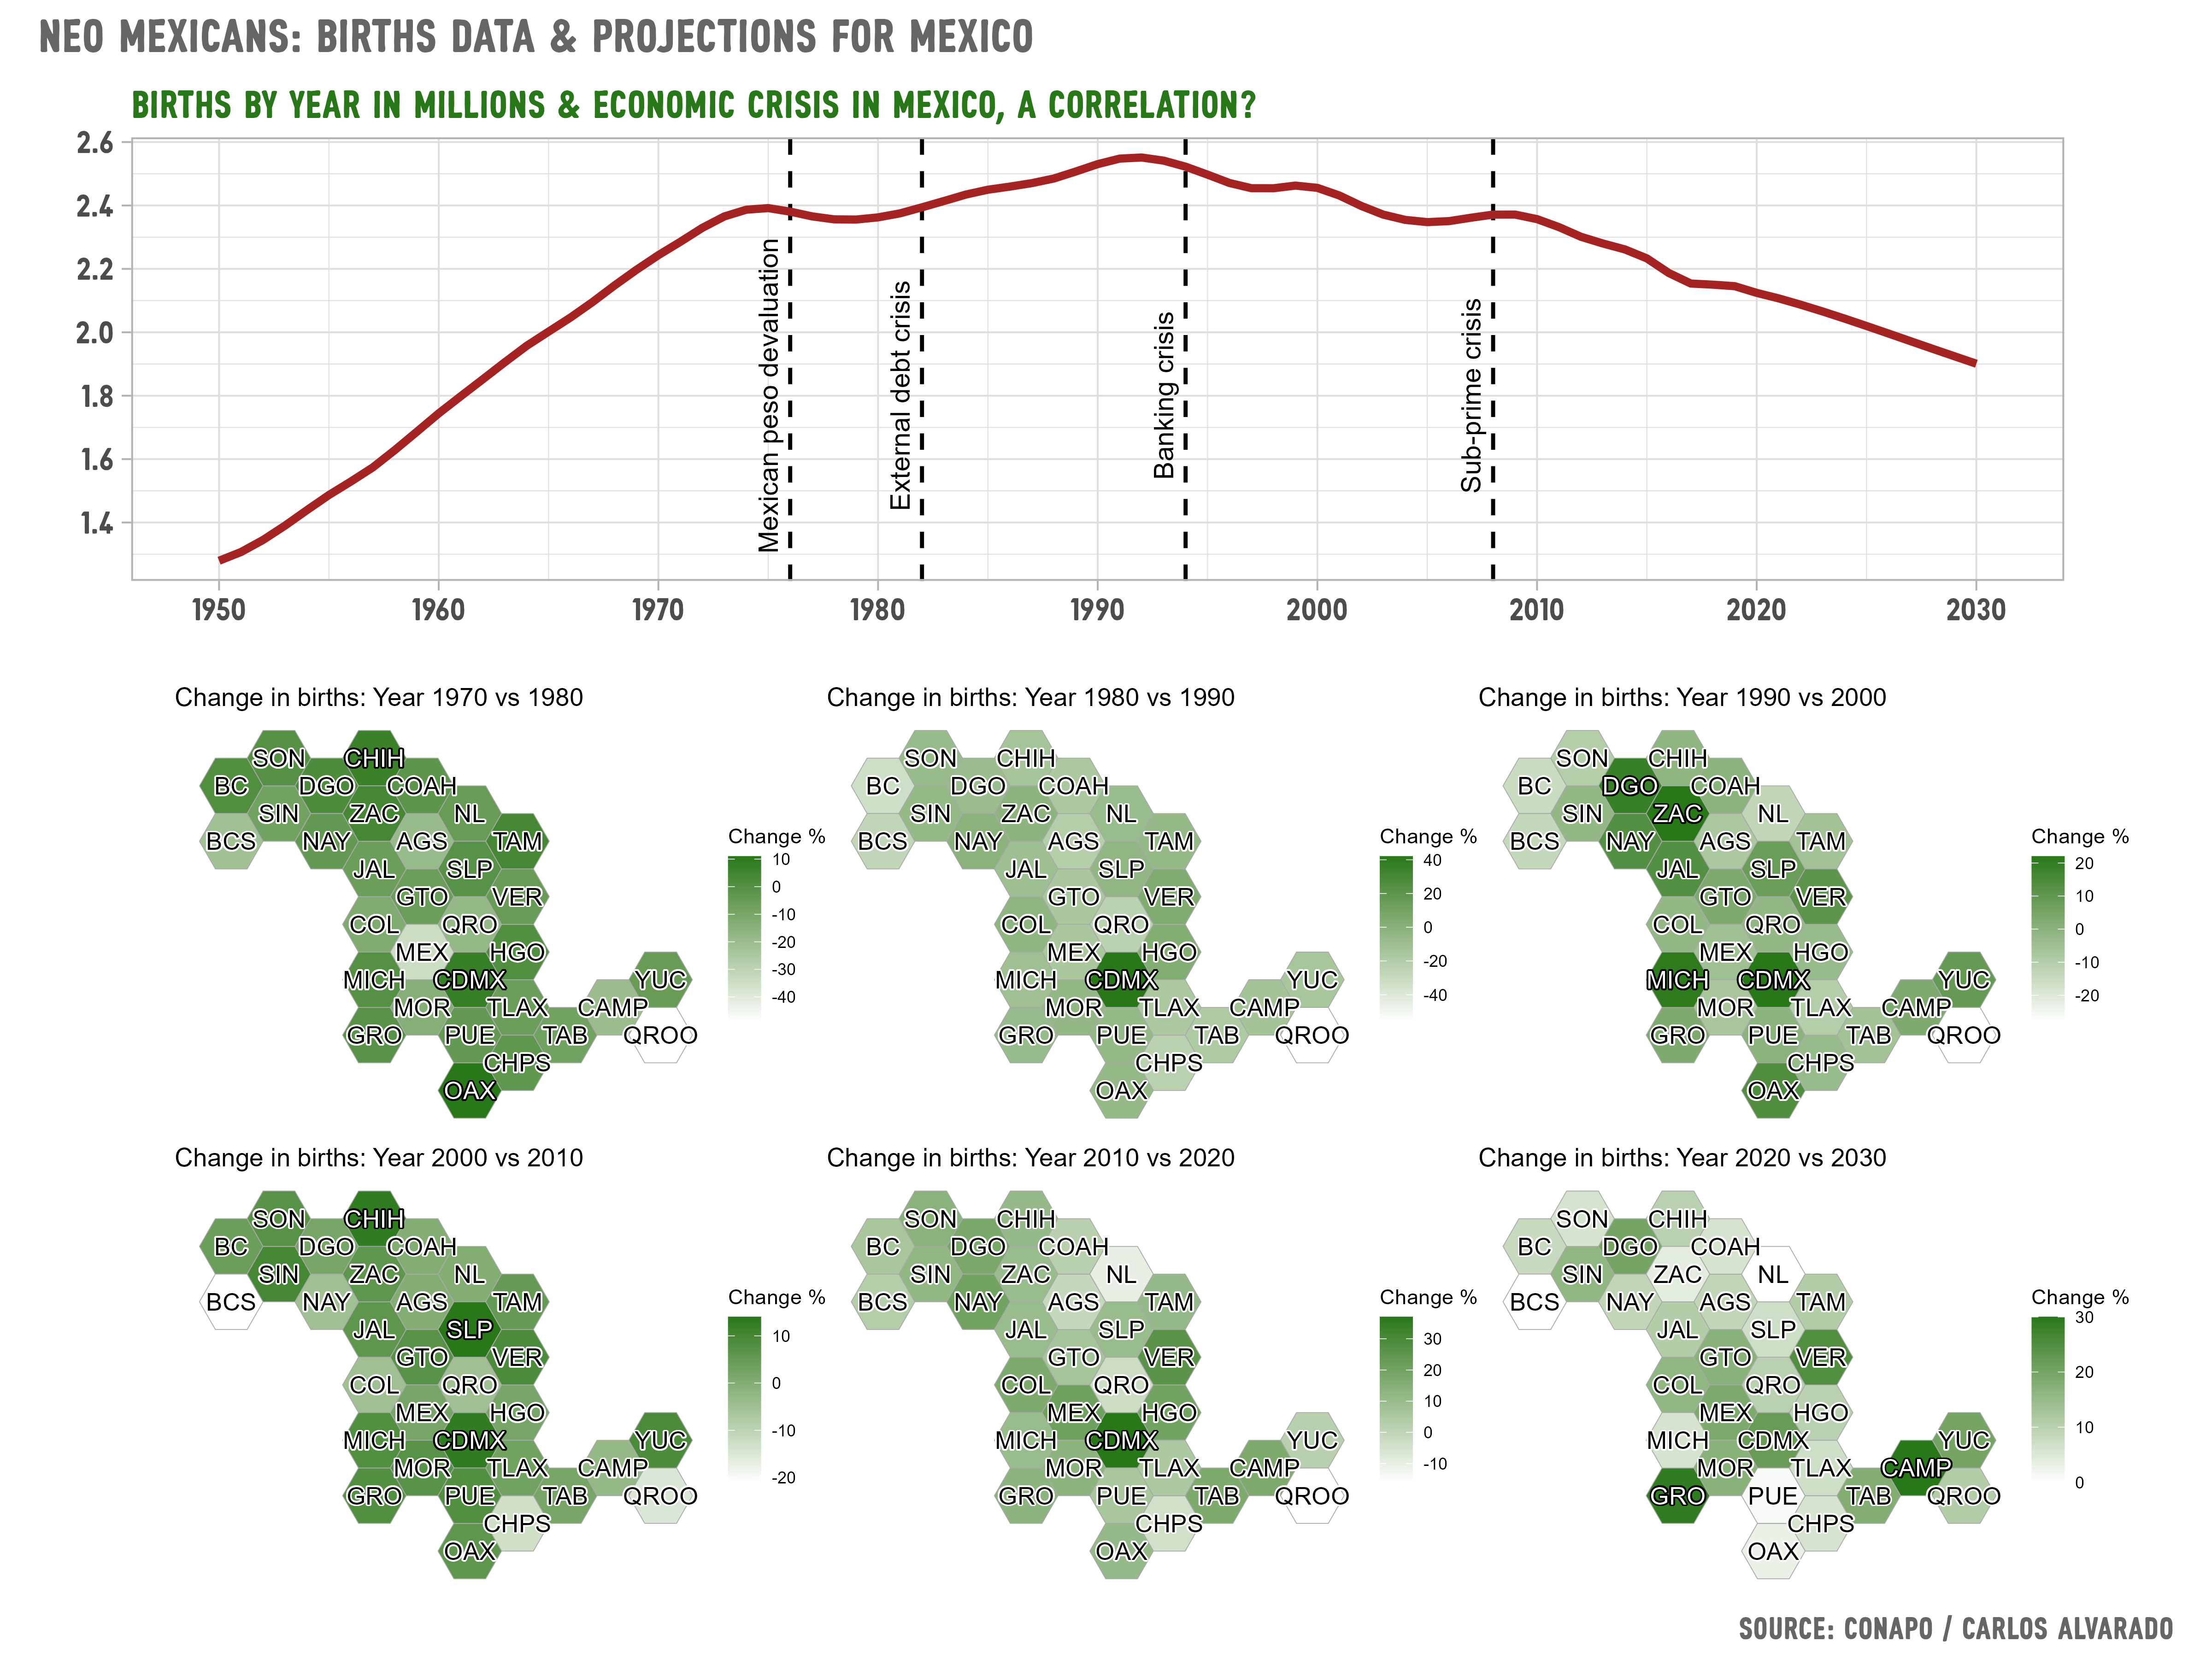 NEO MEXICANS: BIRTHS DATA & PROJECTIONS FOR MEXICO
BIRTHS BY YEAR IN MILLIONS & ECONOMIC CRISIS IN MEXICO, A CORRELATION?
2.6
2.4
2.2
2.0
1.8
1.6
1.4
Mexican peso devaluation
External debt crisis
Banking crisis
Sub-prime crisis
1950 1960 1970 1980 1990 2000 2010 2020 2030
Change in births: Year 1970 vs 1980
SON CHIH
BC DGO COAH
SIN ZAC NL
BCS NAY AGS TAM
JAL SLP
GTO VER
COL QRO
MEX HGO
MICH CDMX YUC
MOR TLAX CAMP
GRO PUE TAB QROO
CHPS
OAX
Change %
10
0
-10
-20
-30
-40
Change in births: Year 1980 vs 1990
SON CHIH
BC DGO COAH
SIN ZAC NL
BCS NAY AGS TAM
JAL SLP
GTO VER
COL QRO
MEX HGO
MICH CDMX YUC
MOR TLAX CAMP
GRO PUE TAB QROO
CHPS
OAX
Change %
40
20
0
-20
-40
Change in births: Year 1990 vs 2000
SON CHIH
BC DGO COAH
SIN ZAC NL
BCS NAY AGS TAM
JAL SLP
GTO VER
COL QRO
MEX HGO
MICH CDMX YUC
MOR TLAX CAMP
GRO PUE TAB QROO
CHPS
OAX
Change %
20
10
0
-10
-20
Change in births: Year 2000 vs 2010
SON CHIH
BC DGO COAH
SIN ZAC NL
BCS NAY AGS TAM
JAL SLP
GTO VER
COL QRO
MEX HGO
MICH CDMX YUC
MOR TLAX CAMP
GRO PUE TAB QROO
CHPS
OAX
Change %
10
0
-10
-20
Change in births: Year 2010 vs 2020
SON CHIH
BC DGO COAH
SIN ZAC NL
BCS NAY AGS TAM
JAL SLP
GTO VER
COL QRO
MEX HGO
MICH CDMX YUC
MOR TLAX CAMP
GRO PUE TAB QROO
CHPS
OAX
Change %
30
20
10
0
-10
Change in births: Year 2020 vs 2030
SON CHIH
BC DGO COAH
SIN ZAC NL
BCS NAY AGS TAM
JAL SLP
GTO VER
COL QRO
MEX HGO
MICH CDMX YUC
MOR TLAX CAMP
GRO PUE TAB QROO
CHPS
OAX
Change %
30
20
10
0
SOURCE: CONAPO / CARLOS ALVARADO